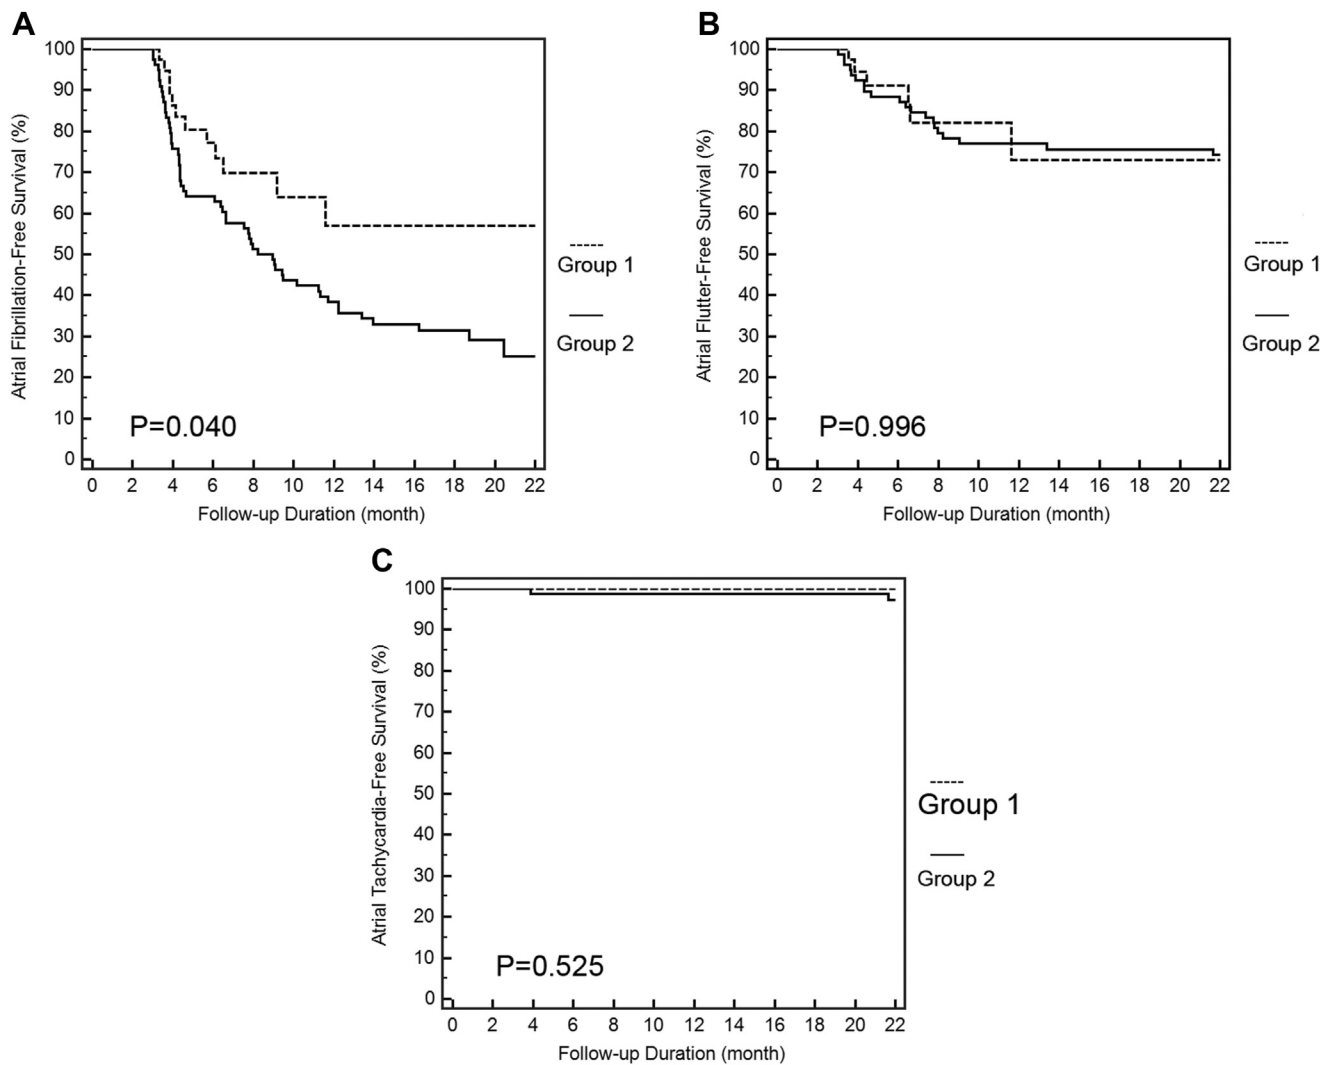 A
Atrial Fibrillation-Free Survival (%)
100
90
80
70
60
50
40
30
20
10
0
P=0.040
0 2 4 6 8 10 12 14 16 18 20 22
Follow-up Duration (month)
Group 1
Group 2
B
Atrial Flutter-Free Survival (%)
100
90
80
70
60
50
40
30
20
10
0
P=0.996
0 2 4 6 8 10 12 14 16 18 20 22
Follow-up Duration (month)
Group 1
Group 2
C
Atrial Tachycardia-Free Survival (%)
100
90
80
70
60
50
40
30
20
10
0
P=0.525
0 2 4 6 8 10 12 14 16 18 20 22
Follow-up Duration (month)
Group 1
Group 2